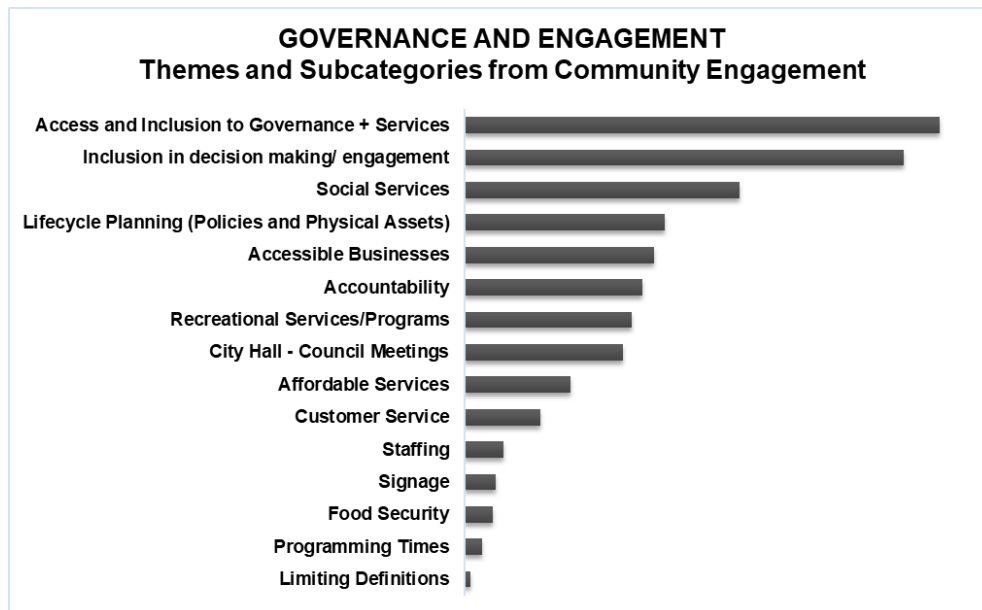 GOVERNANCE AND ENGAGEMENT
Themes and Subcategories from Community Engagement
Access and Inclusion to Governance + Services
Inclusion in decision making/ engagement
Social Services
Lifecycle Planning (Policies and Physical Assets)
Accessible Businesses
Accountability
Recreational Services/Programs
City Hall - Council Meetings
Affordable Services
Customer Service
Staffing
Signage
Food Security
Programming Times
Limiting Definitions